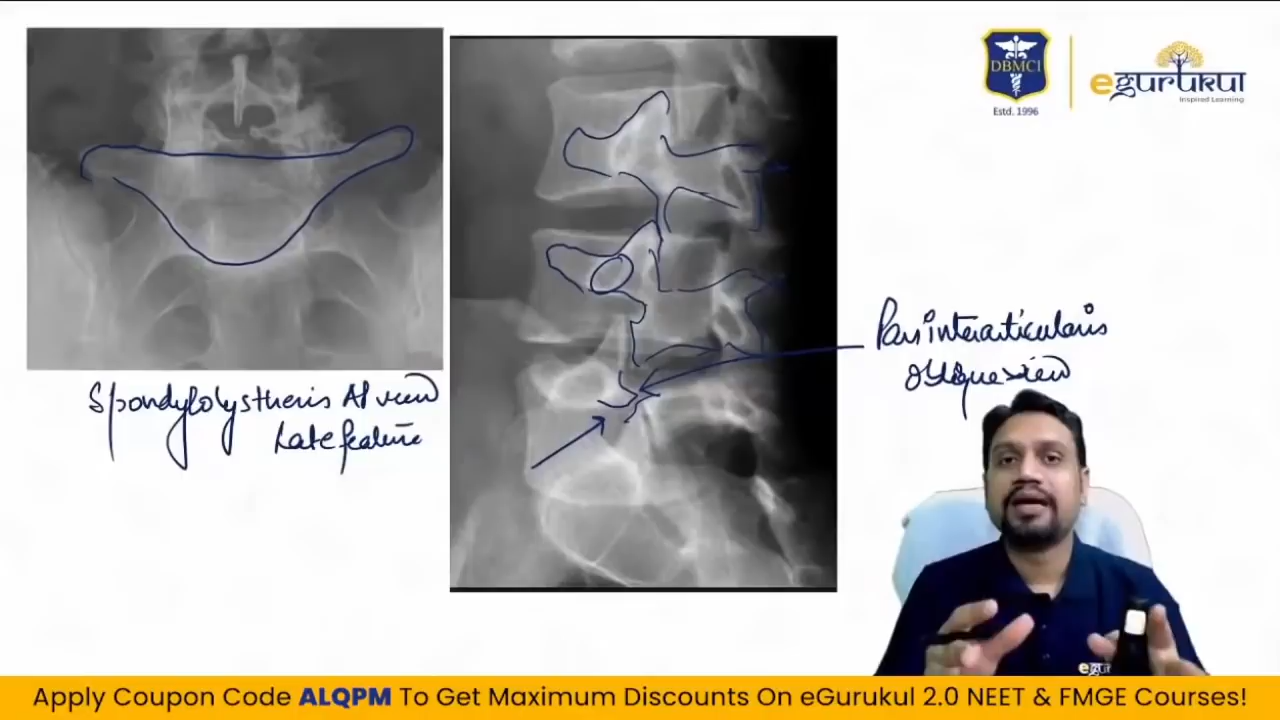 DBMCI
Estd. 1996
eGurukul
Inspired Learning
Pars interarticularis
oblique view
Spondylolysthesis AP view
Late feature
Apply Coupon Code ALQPM To Get Maximum Discounts On eGurukul 2.0 NEET & FMGE Courses!